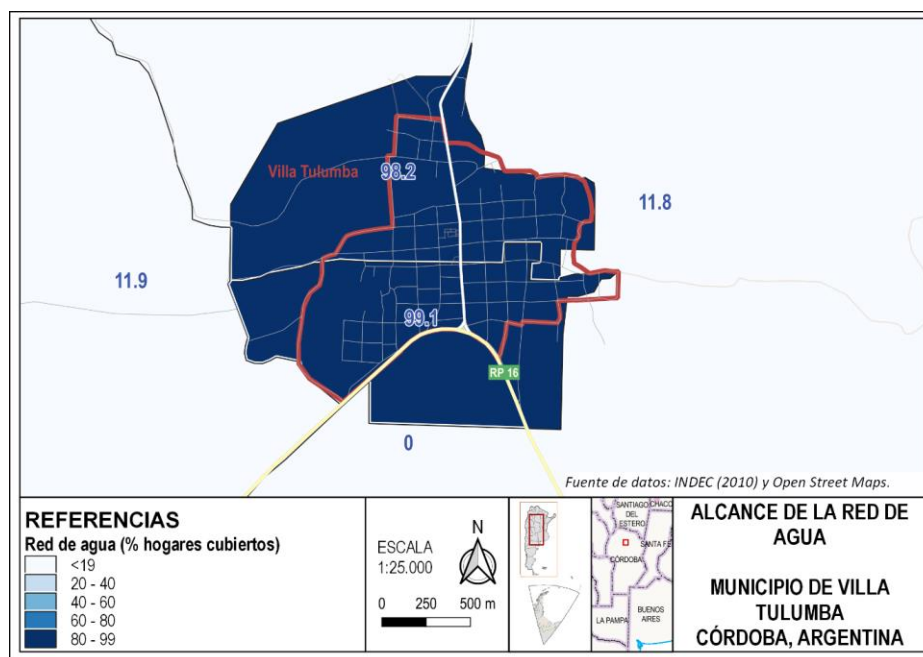 Villa Tulumba
98.2
11.8
11.9
99.1
RP 16
0
Fuente de datos: INDEC (2010) y Open Street Maps.
REFERENCIAS
Red de agua (% hogares cubiertos)
<19
20 - 40
40 - 60
60 - 80
80 - 99
ESCALA
1:25.000
N
0 250 500 m
SANTIAGO
DEL
ESTERO
CHACO
SANTA FE
CÓRDOBA
LA PAMPA
BUENOS
AIRES
ALCANCE DE LA RED DE
AGUA
MUNICIPIO DE VILLA
TULUMBA
CÓRDOBA, ARGENTINA